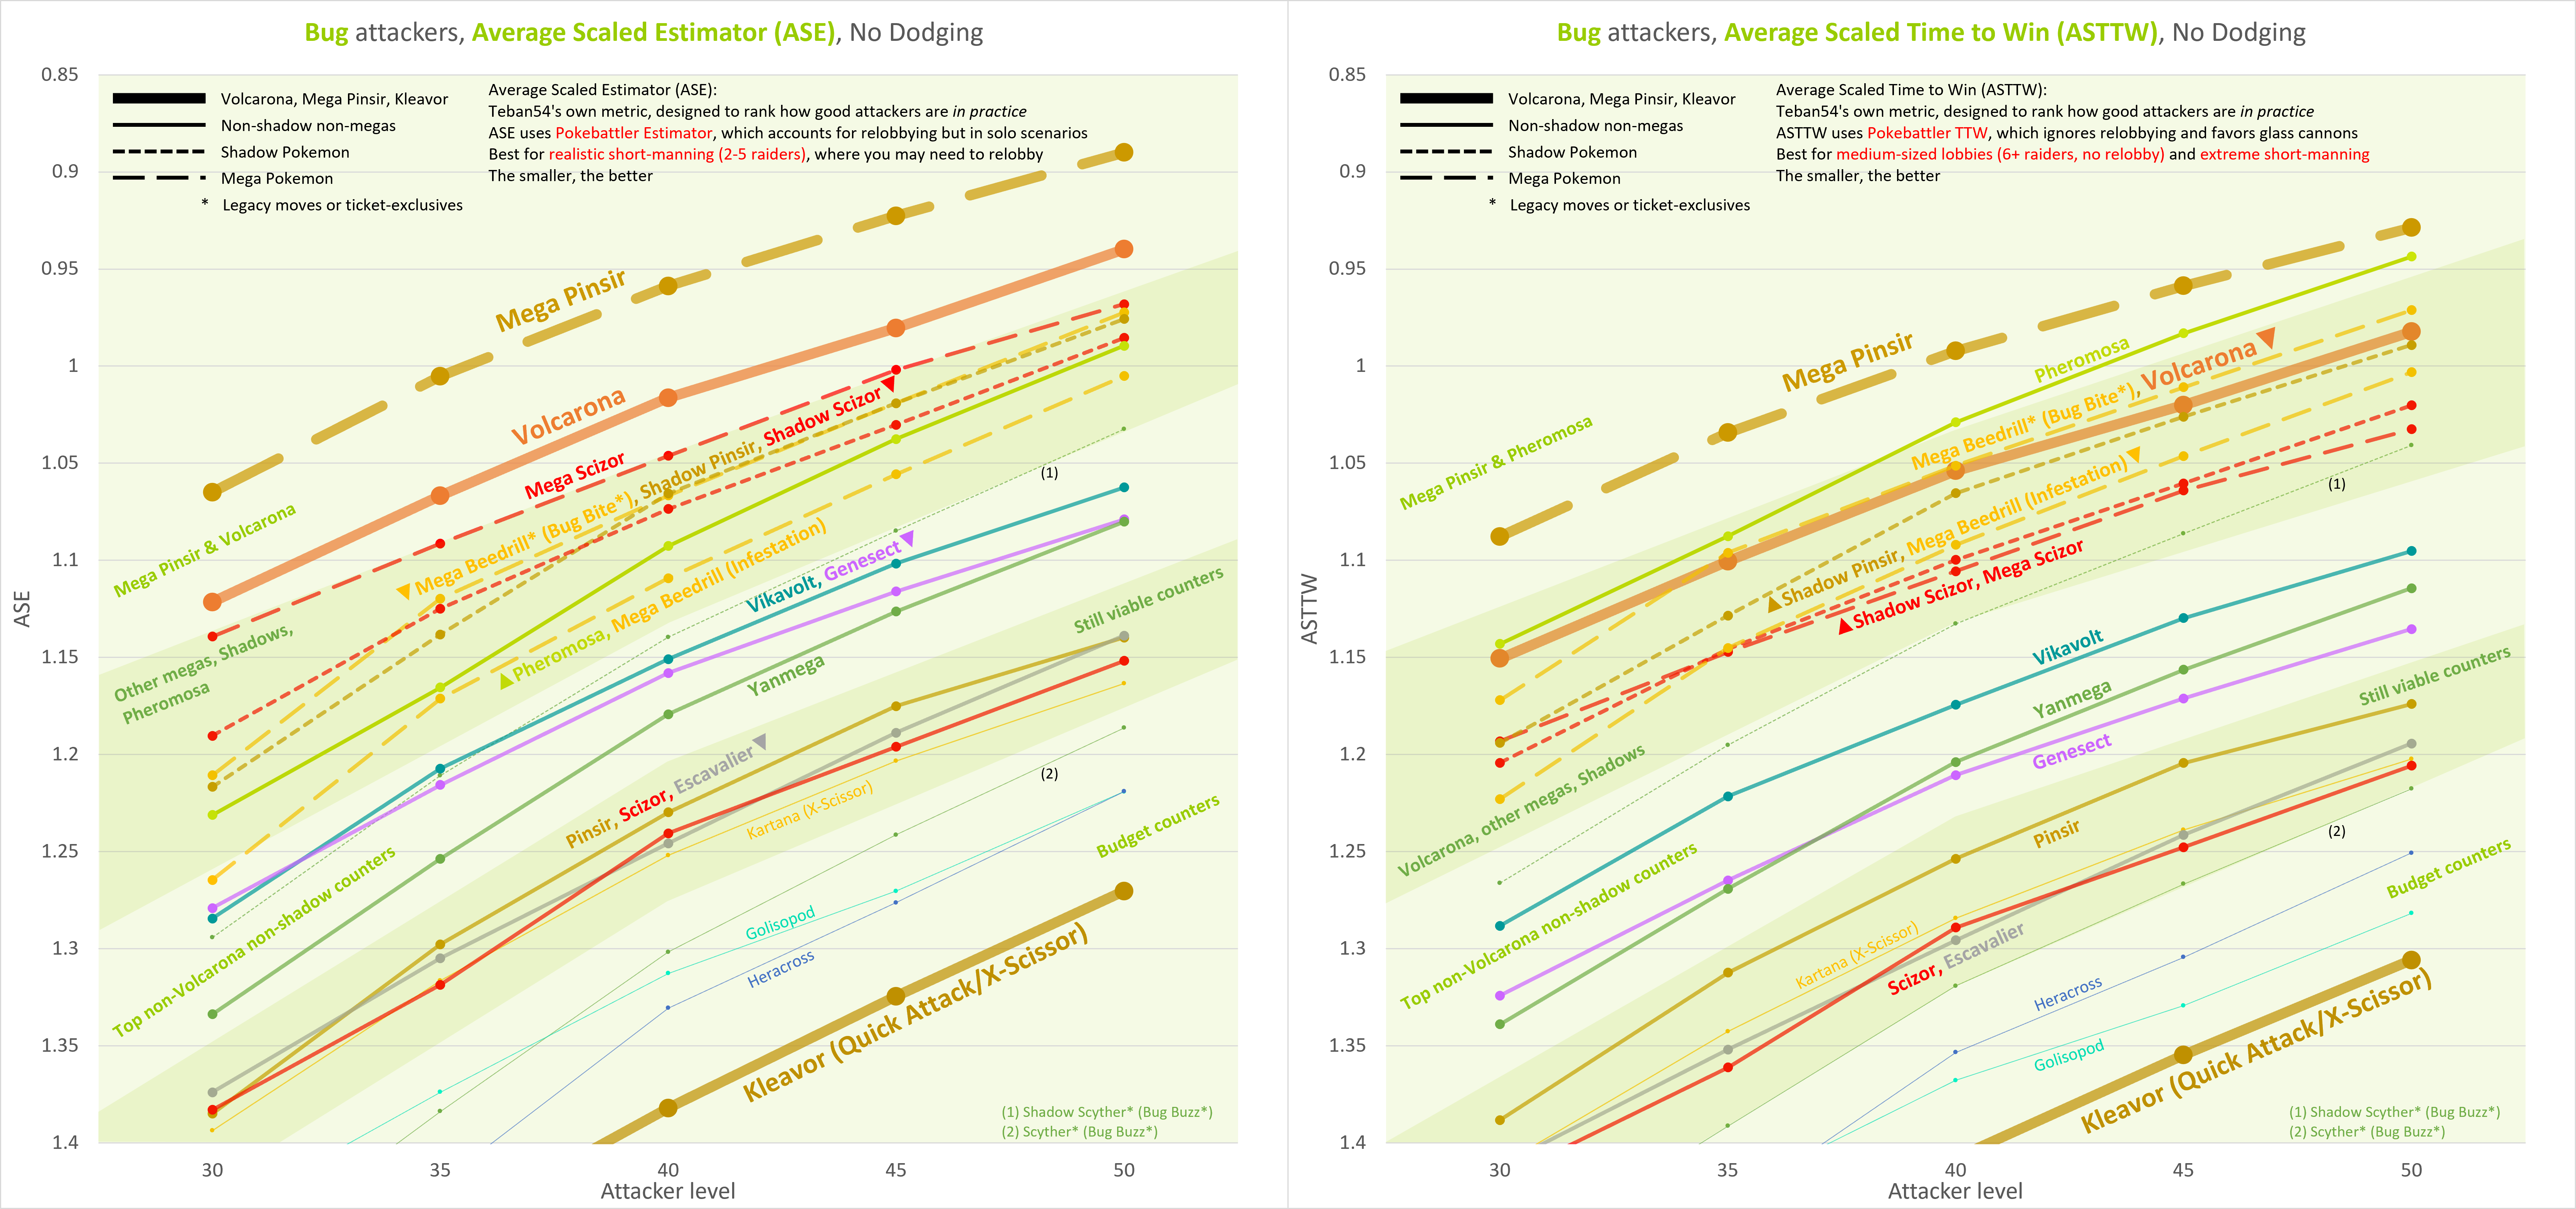 Bug attackers, Average Scaled Estimator (ASE), No Dodging
0.85
0.9
0.95
1
1.05
1.1
1.15
1.2
1.25
1.3
1.35
1.4
ASE
Volcarona, Mega Pinsir, Kleavor
Non-shadow non-megas
Shadow Pokemon
Mega Pokemon
* Legacy moves or ticket-exclusives
Average Scaled Estimator (ASE):
Teban54's own metric, designed to rank how good attackers are in practice
ASE uses Pokebattler Estimator, which accounts for relobbying but in solo scenarios
Best for realistic short-manning (2-5 raiders), where you may need to relobby
The smaller, the better
Mega Pinsir
Volcarona
Mega Scizor
◀ Mega Beedrill* (Bug Bite*), Shadow Pinsir, Shadow Scizor ▶
(1)
Mega Pinsir & Volcarona
▲Pheromosa, Mega Beedrill (Infestation)
Vikavolt, Genesect
Other megas, Shadows,
Pheromosa
Yanmega
Still viable counters
Pinsir, Scizor, Escavalier
Kartana (X-Scissor)
(2)
Top non-Volcarona non-shadow counters
Budget counters
Golisopod
Heracross
Kleavor (Quick Attack/X-Scissor)
(1) Shadow Scyther* (Bug Buzz*)
(2) Scyther* (Bug Buzz*)
30
35
40
45
50
Attacker level
Bug attackers, Average Scaled Time to Win (ASTTW), No Dodging
0.85
0.9
0.95
1
1.05
1.1
1.15
1.2
1.25
1.3
1.35
1.4
ASTTW
Volcarona, Mega Pinsir, Kleavor
Non-shadow non-megas
Shadow Pokemon
Mega Pokemon
* Legacy moves or ticket-exclusives
Average Scaled Time to Win (ASTTW):
Teban54's own metric, designed to rank how good attackers are in practice
ASTTW uses Pokebattler TTW, which ignores relobbying and favors glass cannons
Best for medium-sized lobbies (6+ raiders, no relobby) and extreme short-manning
The smaller, the better
Mega Pinsir
Pheromosa
Mega Beedrill* (Bug Bite*), Volcarona
Mega Pinsir & Pheromosa
Shadow Pinsir, Mega Beedrill (Infestation)
Shadow Scizor, Mega Scizor
(1)
Vikavolt
Yanmega
Genesect
Still viable counters
Volcarona, other megas, Shadows
Pinsir
(2)
Top non-Volcarona non-shadow counters
Kartana (X-Scissor)
Scizor, Escavalier
Budget counters
Heracross
Golisopod
Kleavor (Quick Attack/X-Scissor)
(1) Shadow Scyther* (Bug Buzz*)
(2) Scyther* (Bug Buzz*)
30
35
40
45
50
Attacker level